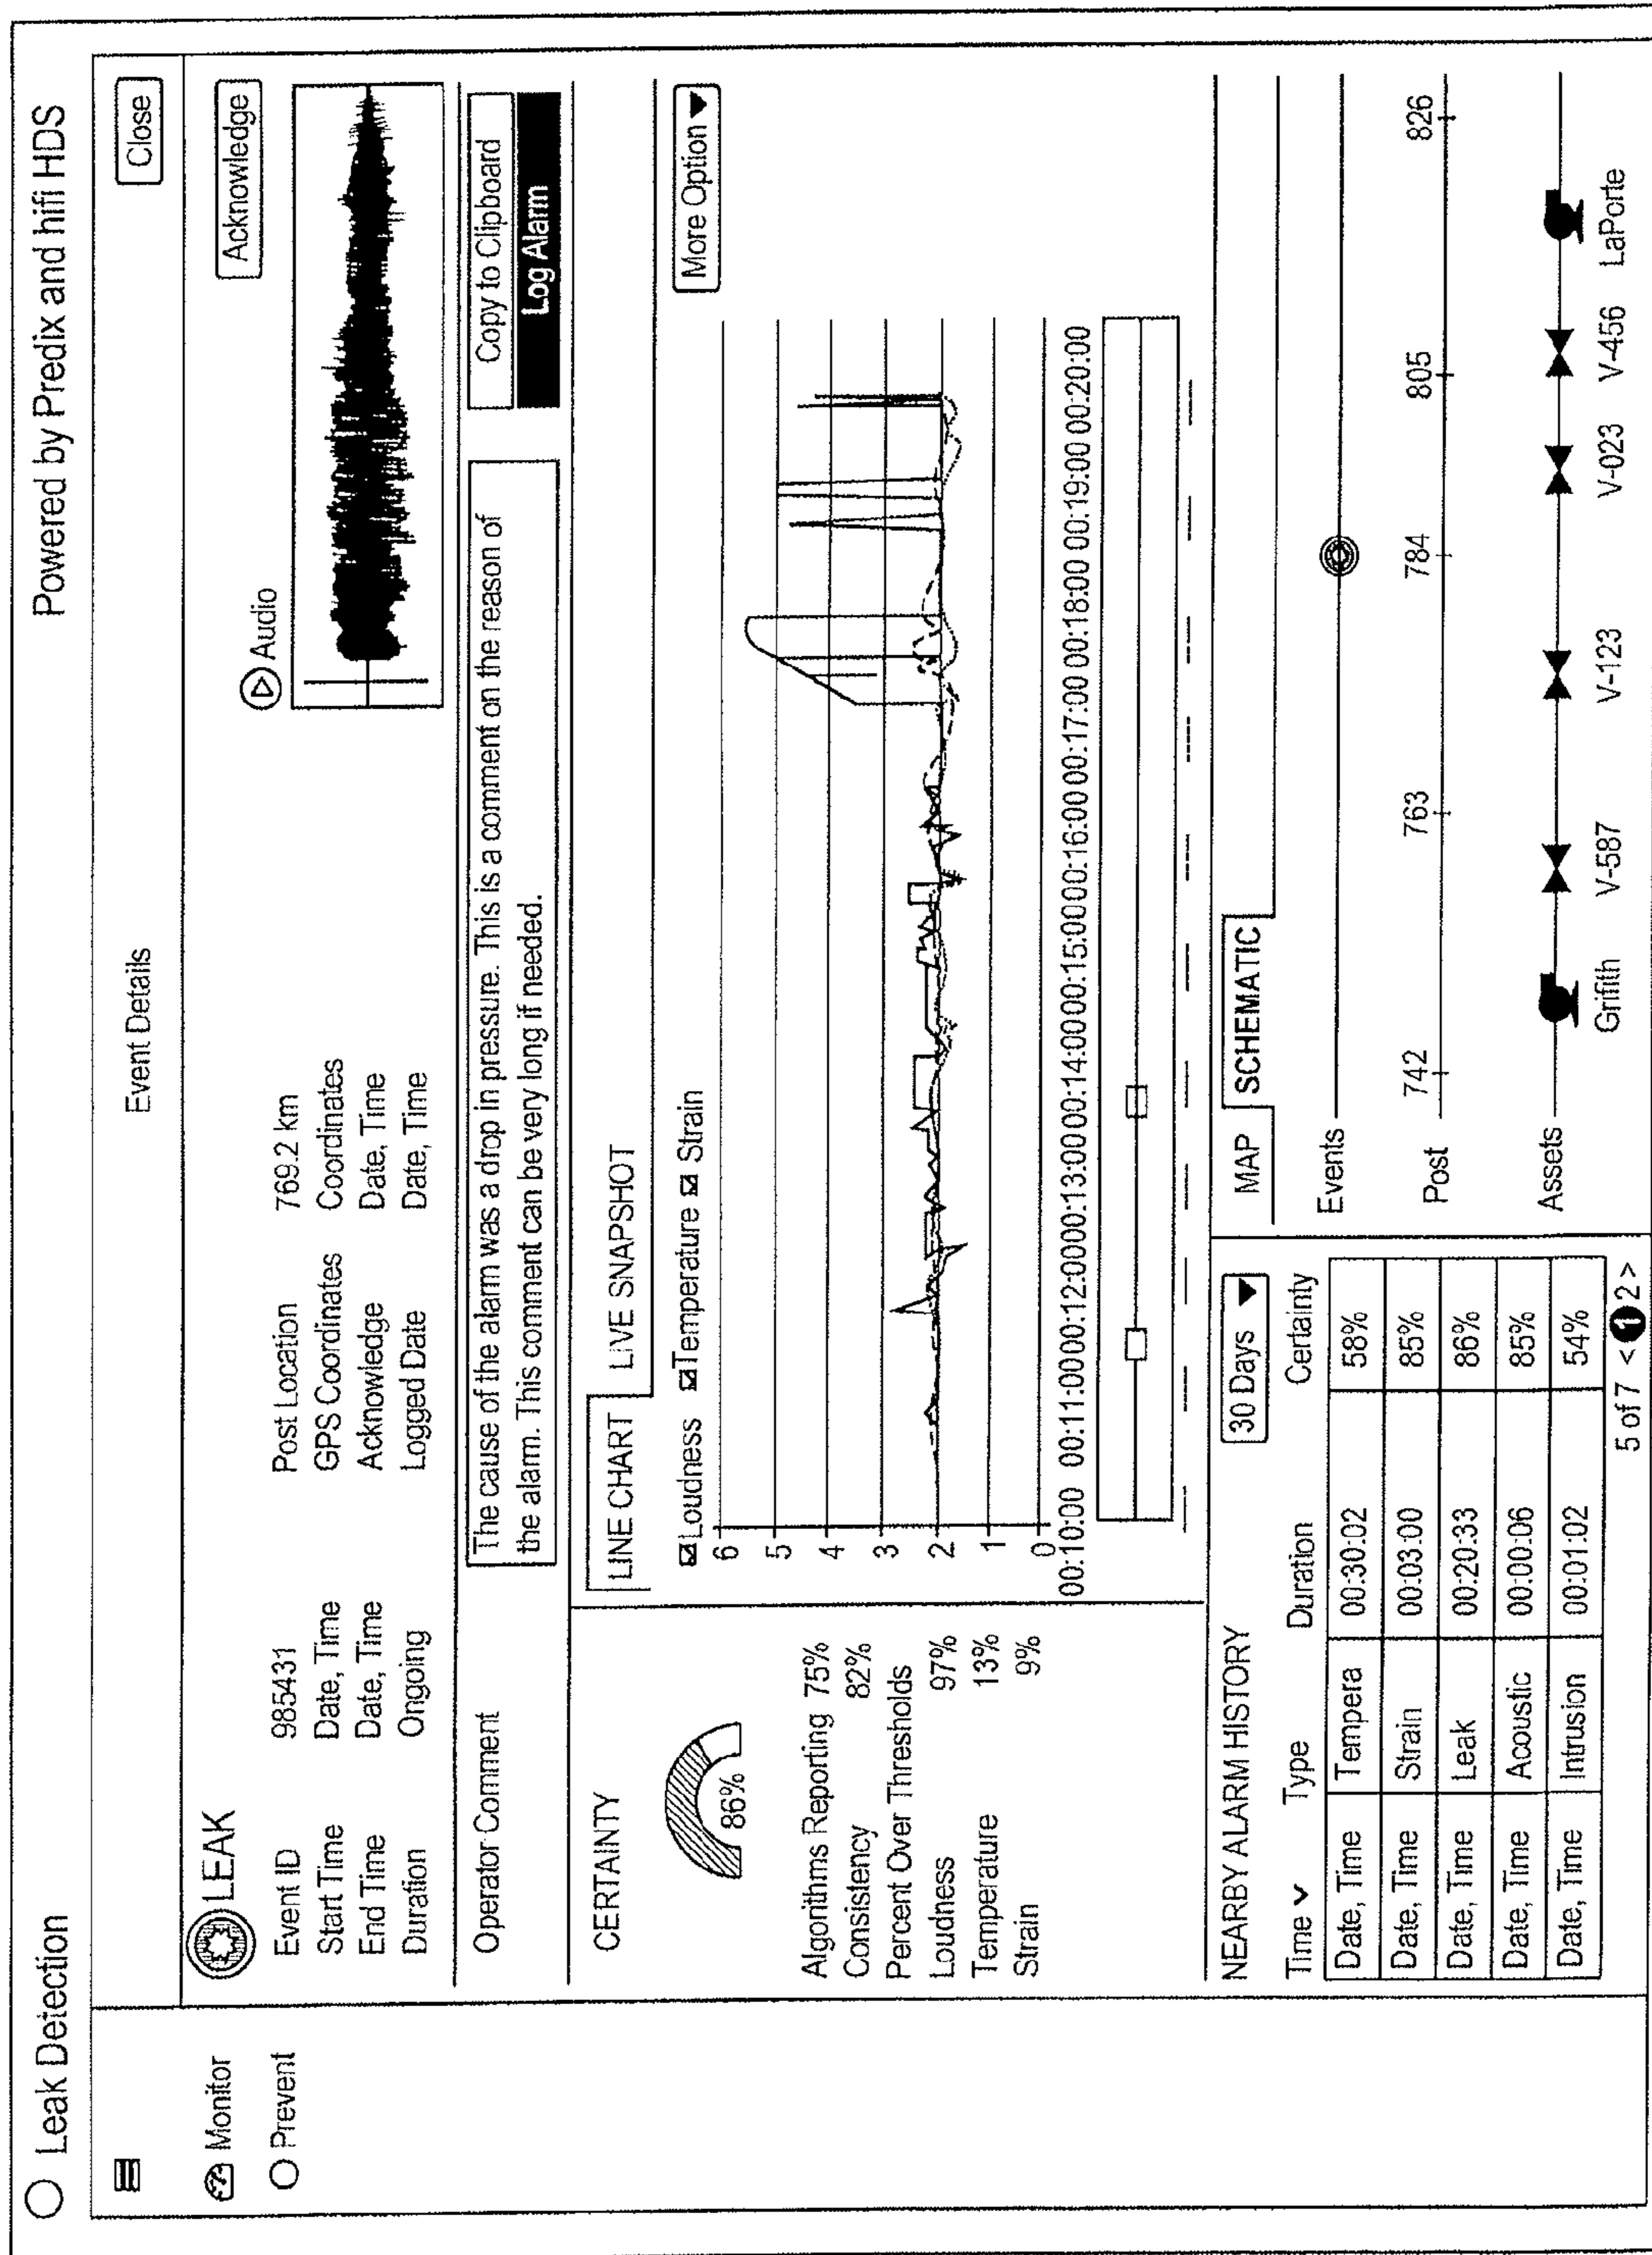 Leak Detection
Powered by Predix and hifi HDS
Monitor
Prevent
Event Details
Close
LEAK
Acknowledge
Event ID 985431 Post Location 769.2 km
Start Time Date, Time GPS Coordinates Coordinates
End Time Date, Time Acknowledge Date, Time
Duration Ongoing Logged Date Date, Time
Audio
Operator Comment
The cause of the alarm was a drop in pressure. This is a comment on the reason of
the alarm. This comment can be very long if needed.
Copy to Clipboard
Log Alarm
CERTAINTY
86%
Algorithms Reporting 75%
Consistency 82%
Percent Over Thresholds
Loudness 97%
Temperature 13%
Strain 9%
LINE CHART LIVE SNAPSHOT
Loudness Temperature Strain
More Option
6
5
4
3
2
1
0
00:10:00 00:11:0000:12:0000:13:0000:14:0000:15:0000:16:00 00:17:00 00:18:00 00:19:00 00:20:00
NEARBY ALARM HISTORY
30 Days
Time Type Duration Certainty
Date, Time Tempera 00:30:02 58%
Date, Time Strain 00:03:00 85%
Date, Time Leak 00:20:33 86%
Date, Time Acoustic 00:00:06 85%
Date, Time Intrusion 00:01:02 54%
5 of 7 < 1 2 >
MAP SCHEMATIC
Events
Post
742 763 784 805 826
Assets
Grifith V-587 V-123 V-023 V-456 LaPorte